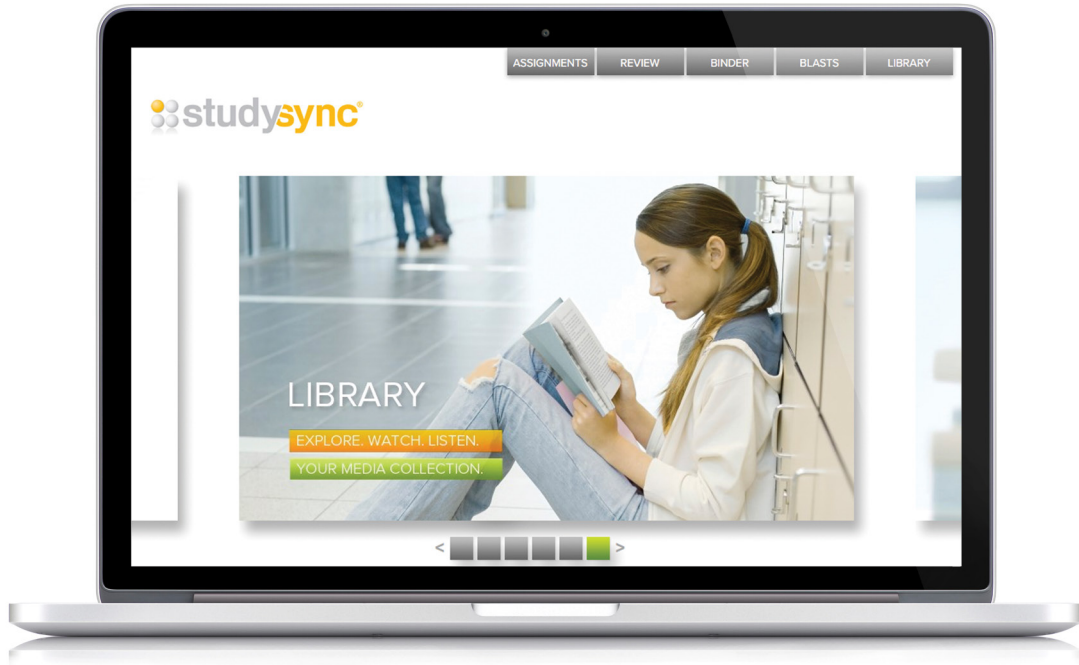 ASSIGNMENTS REVIEW BINDER BLASTS LIBRARY
studysync®
LIBRARY
EXPLORE. WATCH. LISTEN.
YOUR MEDIA COLLECTION.
< >